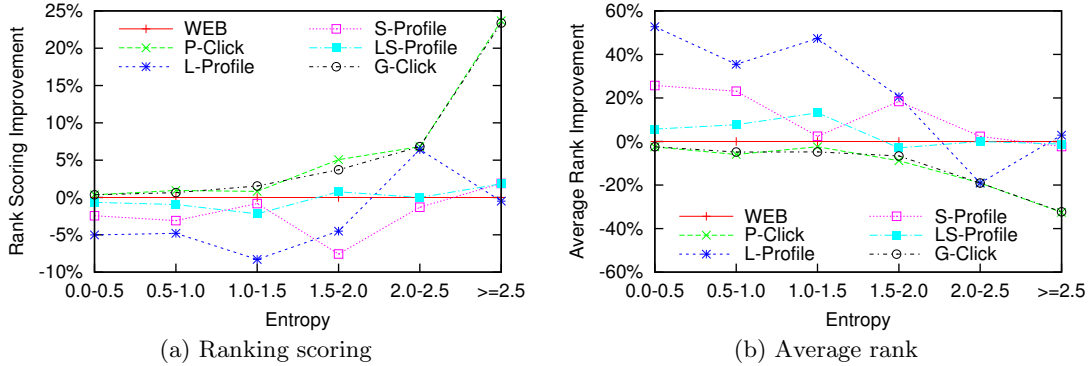 25%
20%
15%
10%
5%
0%
-5%
-10%
Rank Scoring Improvement
WEB
P-Click
L-Profile
S-Profile
LS-Profile
G-Click
0.0-0.5 0.5-1.0 1.0-1.5 1.5-2.0 2.0-2.5 >=2.5
Entropy
(a) Ranking scoring
60%
40%
20%
0%
-20%
-40%
-60%
Average Rank Improvement
WEB
P-Click
L-Profile
S-Profile
LS-Profile
G-Click
0.0-0.5 0.5-1.0 1.0-1.5 1.5-2.0 2.0-2.5 >=2.5
Entropy
(b) Average rank